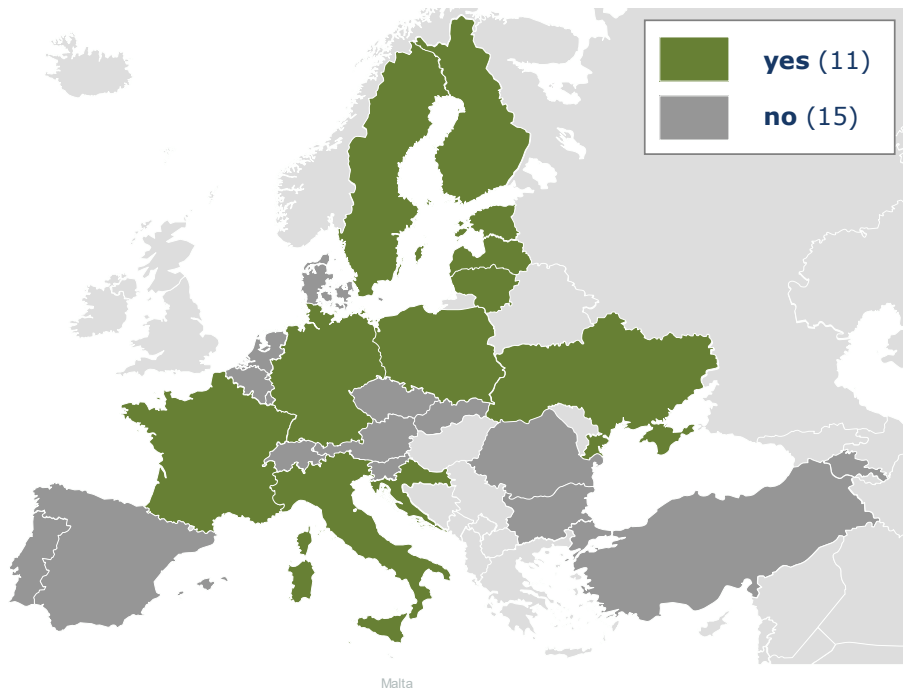 yes (11)
no (15)
Malta